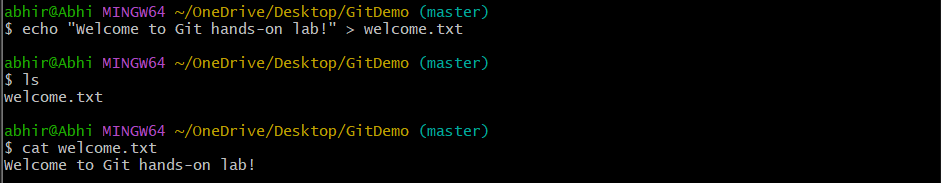 abhir@Abhi MINGW64 ~/OneDrive/Desktop/GitDemo (master)
$ echo "Welcome to Git hands-on lab!" > welcome.txt
abhir@Abhi MINGW64 ~/OneDrive/Desktop/GitDemo (master)
$ ls
welcome.txt
abhir@Abhi MINGW64 ~/OneDrive/Desktop/GitDemo (master)
$ cat welcome.txt
Welcome to Git hands-on lab!